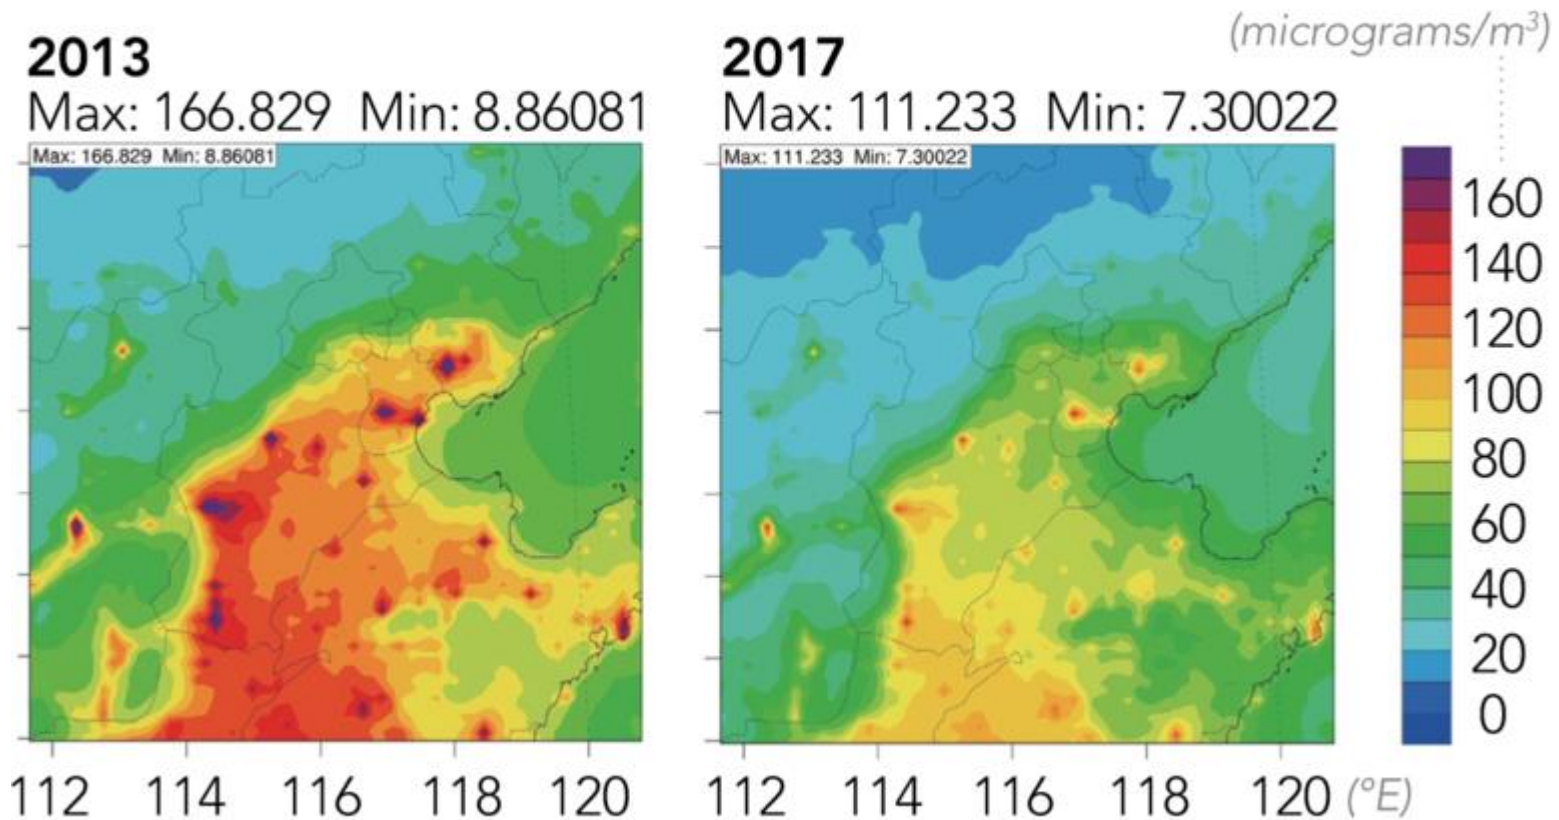 (micrograms/m³)
2013
Max: 166.829 Min: 8.86081
Max: 166.829 Min: 8.86081
112 114 116 118 120
2017
Max: 111.233 Min: 7.30022
Max: 111.233 Min: 7.30022
112 114 116 118 120 (°E)
160
140
120
100
80
60
40
20
0